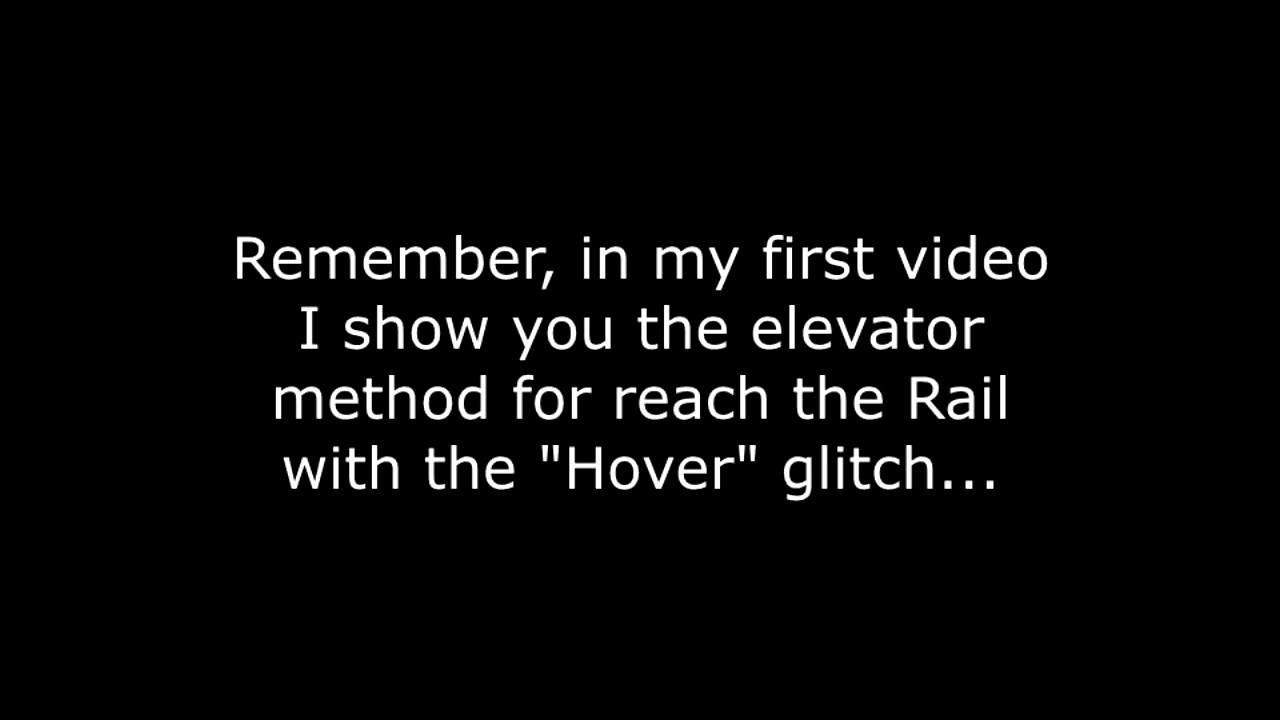 Remember, in my first video
I show you the elevator
method for reach the Rail
with the "Hover" glitch...